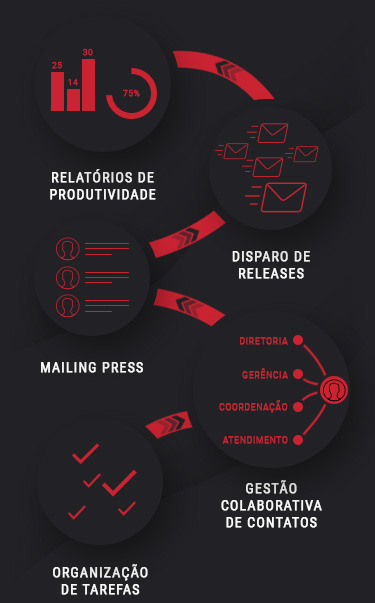 30
25
14
75%
RELATÓRIOS DE
PRODUTIVIDADE
DISPARO DE
RELEASES
MAILING PRESS
DIRETORIA
GERÊNCIA
COORDENAÇÃO
ATENDIMENTO
GESTÃO
COLABORATIVA
DE CONTATOS
ORGANIZAÇÃO
DE TAREFAS